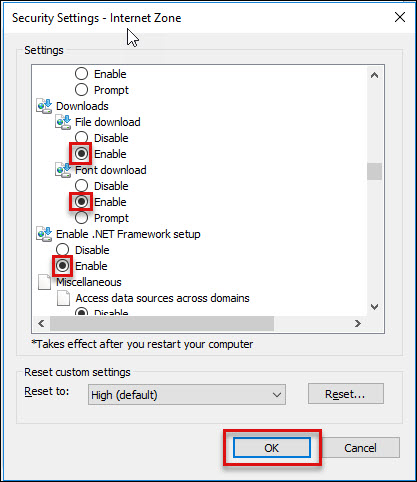 Security Settings - Internet Zone
Settings
Enable
Prompt
Downloads
File download
Disable
Enable
Font download
Disable
Enable
Prompt
Enable .NET Framework setup
Disable
Enable
Miscellaneous
Access data sources across domains
Disable
*Takes effect after you restart your computer
Reset custom settings
Reset to: High (default) Reset...
OK Cancel